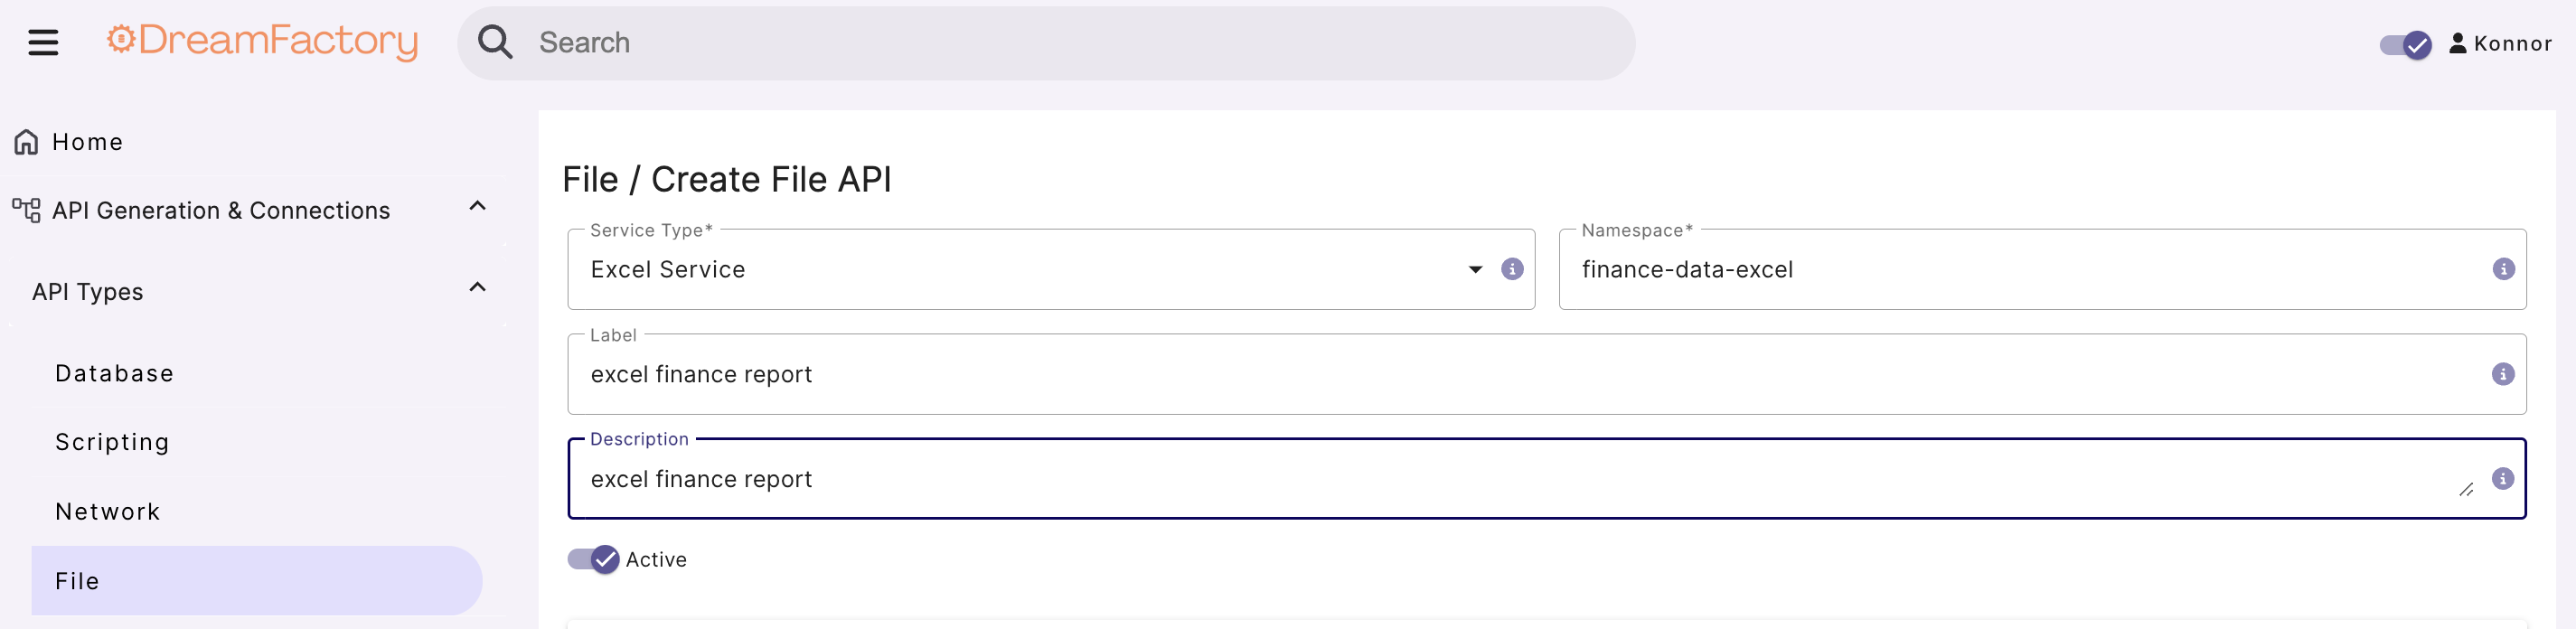 DreamFactory
Search
Konnor
Home
API Generation & Connections
API Types
Database
Scripting
Network
File
File / Create File API
Service Type*
Excel Service
Namespace*
finance-data-excel
Label
excel finance report
Description
excel finance report
Active